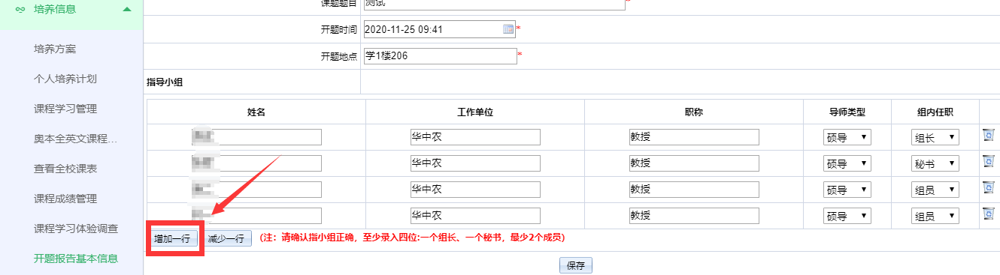 培养信息
培养方案
个人培养计划
课程学习管理
奥本全英文课程...
查看全校课表
课程成绩管理
课程学习体验调查
开题报告基本信息
课题题目 测试 *
开题时间 2020-11-25 09:41 *
开题地点 学1楼206 *
指导小组
姓名 工作单位 职称 导师类型 组内任职
华中农 教授 硕导 组长
华中农 教授 硕导 秘书
华中农 教授 硕导 组员
华中农 教授 硕导 组员
增加一行 减少一行 (注：请确认指小组正确，至少录入四位:一个组长、一个秘书，最少2个成员)
保存